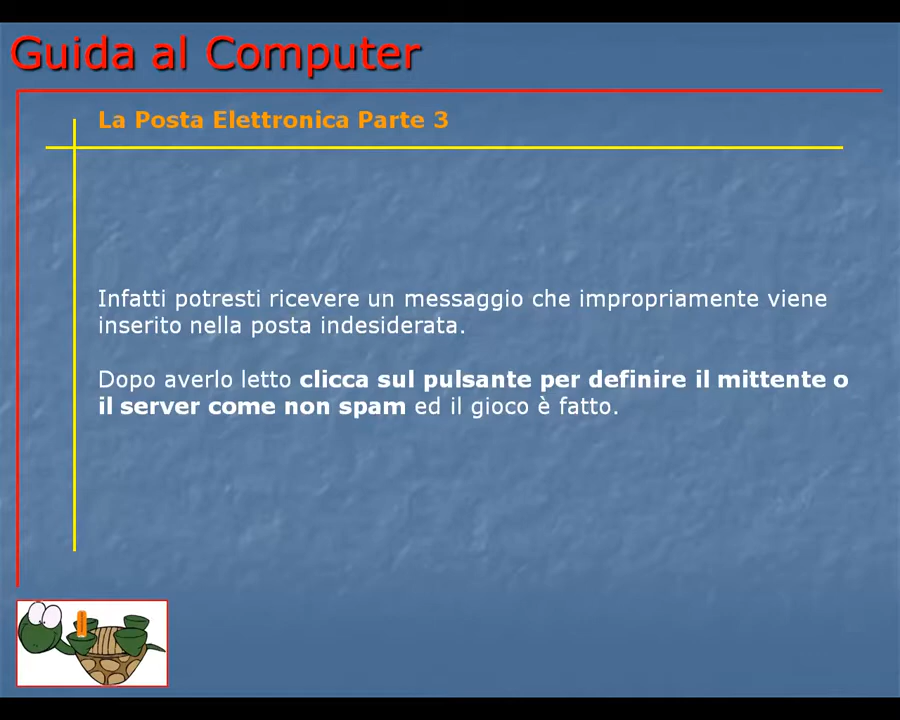 Guida al Computer
La Posta Elettronica Parte 3
Infatti potresti ricevere un messaggio che impropriamente viene
inserito nella posta indesiderata.
Dopo averlo letto clicca sul pulsante per definire il mittente o
il server come non spam ed il gioco è fatto.